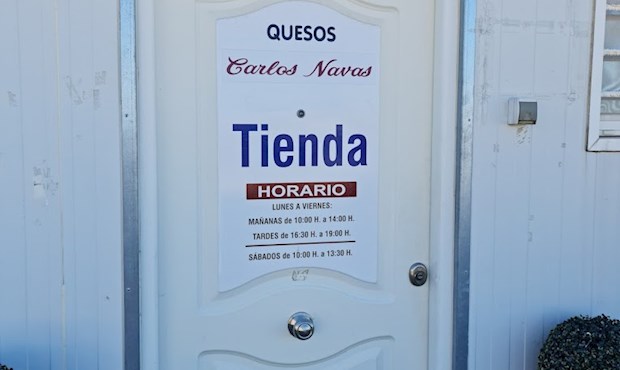 QUESOS
Carlos Navas
Tienda
HORARIO
LUNES A VIERNES:
MAÑANAS de 10:00 H. a 14:00 H.
TARDES de 16:30 H. a 19:00 H.
SÁBADOS de 10:00 H. a 13:30 H.